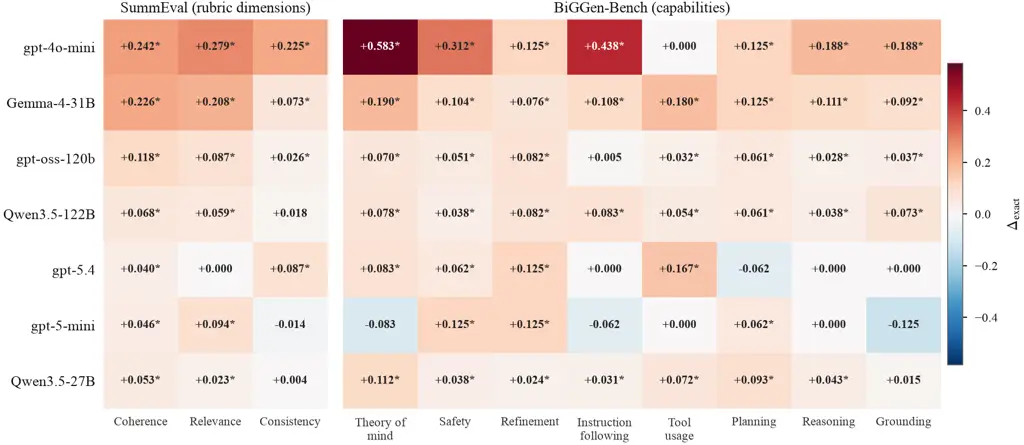 SummEval (rubric dimensions) BiGGen-Bench (capabilities)
gpt-4o-mini +0.242* +0.279* +0.225* +0.583* +0.312* +0.125* +0.438* +0.000 +0.125* +0.188* +0.188*
Gemma-4-31B +0.226* +0.208* +0.073* +0.190* +0.104* +0.076* +0.108* +0.180* +0.125* +0.111* +0.092*
gpt-oss-120b +0.118* +0.087* +0.026* +0.070* +0.051* +0.082* +0.005 +0.032* +0.061* +0.028* +0.037*
Qwen3.5-122B +0.068* +0.059* +0.018 +0.078* +0.038* +0.082* +0.083* +0.054* +0.061* +0.038* +0.073*
gpt-5.4 +0.040* +0.000 +0.087* +0.083* +0.062* +0.125* +0.000 +0.167* -0.062 +0.000 +0.000
gpt-5-mini +0.046* +0.094* -0.014 -0.083 +0.125* +0.125* -0.062 +0.000 +0.062* +0.000 -0.125
Qwen3.5-27B +0.053* +0.023* +0.004 +0.112* +0.038* +0.024* +0.031* +0.072* +0.093* +0.043* +0.015
Coherence Relevance Consistency Theory of Safety Refinement Instruction Tool Planning Reasoning Grounding
mind following usage
0.4
0.2
0.0
−0.2
−0.4
Δexact